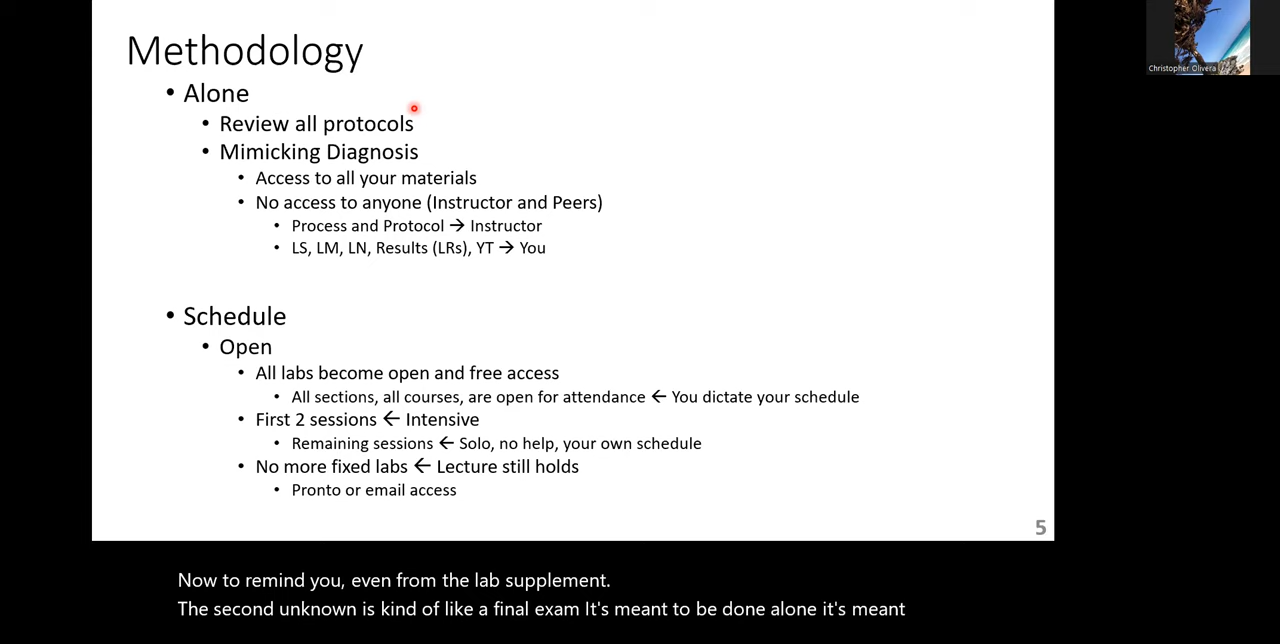 Methodology
• Alone
• Review all protocols
• Mimicking Diagnosis
• Access to all your materials
• No access to anyone (Instructor and Peers)
• Process and Protocol → Instructor
• LS, LM, LN, Results (LRs), YT → You
• Schedule
• Open
• All labs become open and free access
• All sections, all courses, are open for attendance ← You dictate your schedule
• First 2 sessions ← Intensive
• Remaining sessions ← Solo, no help, your own schedule
• No more fixed labs ← Lecture still holds
• Pronto or email access
5
Christopher Olivera
Now to remind you, even from the lab supplement.
The second unknown is kind of like a final exam It's meant to be done alone it's meant